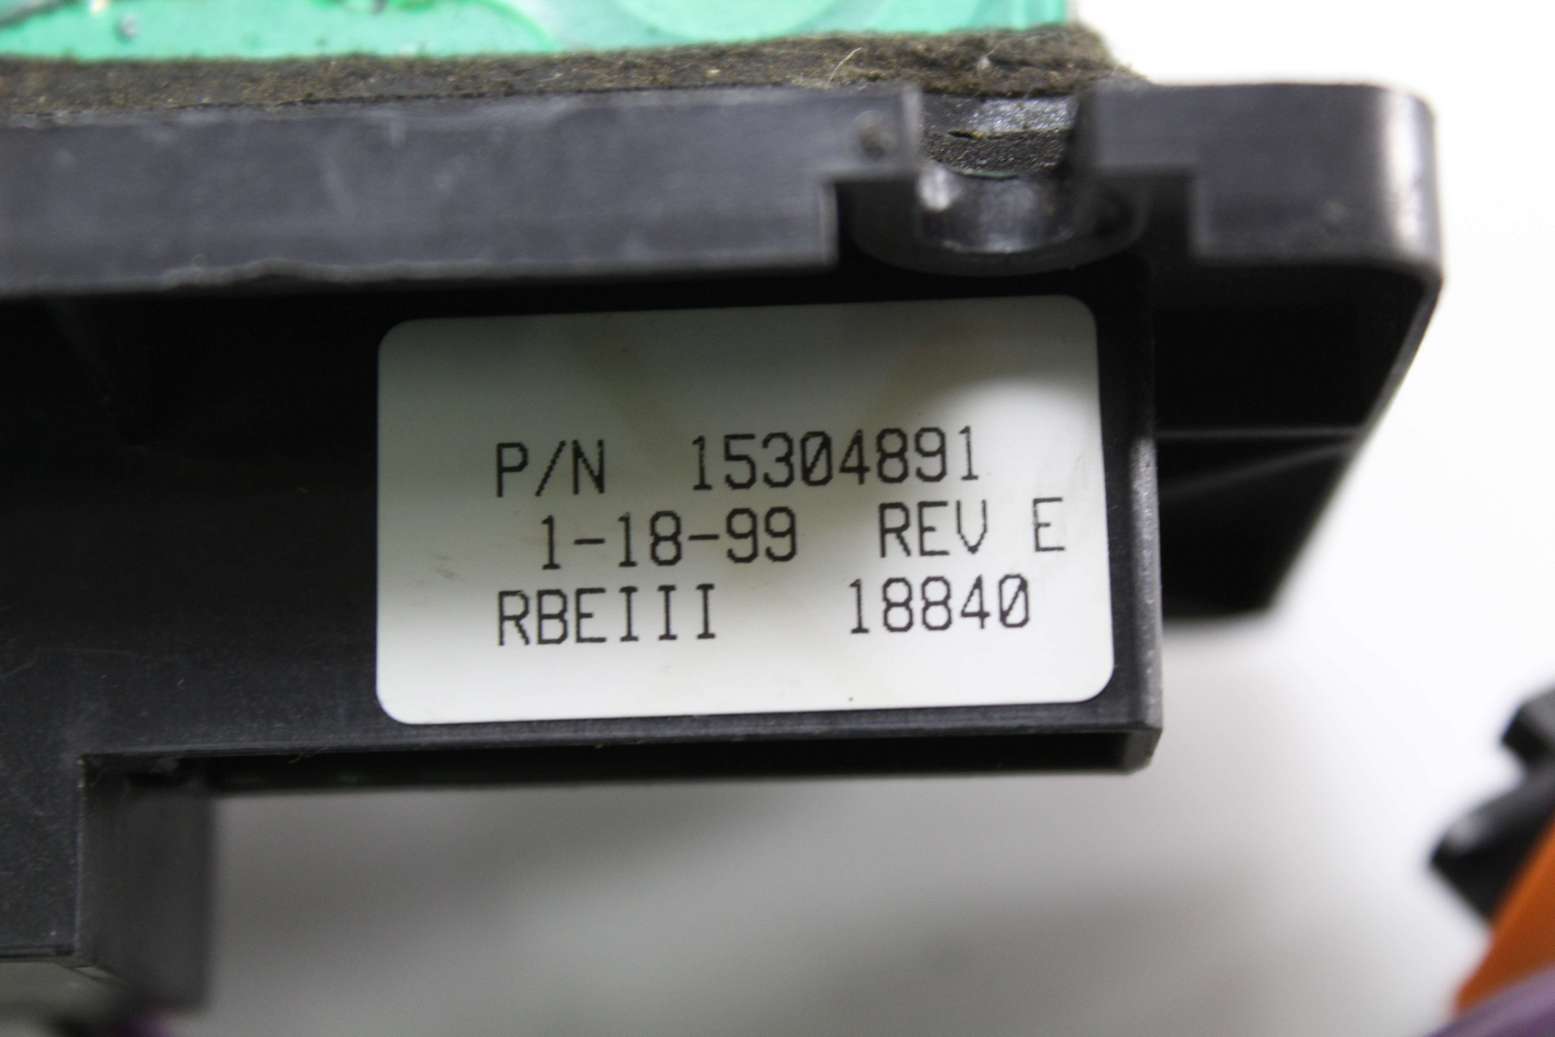 P/N 15304891
1-18-99 REV E
RBEIII 18840